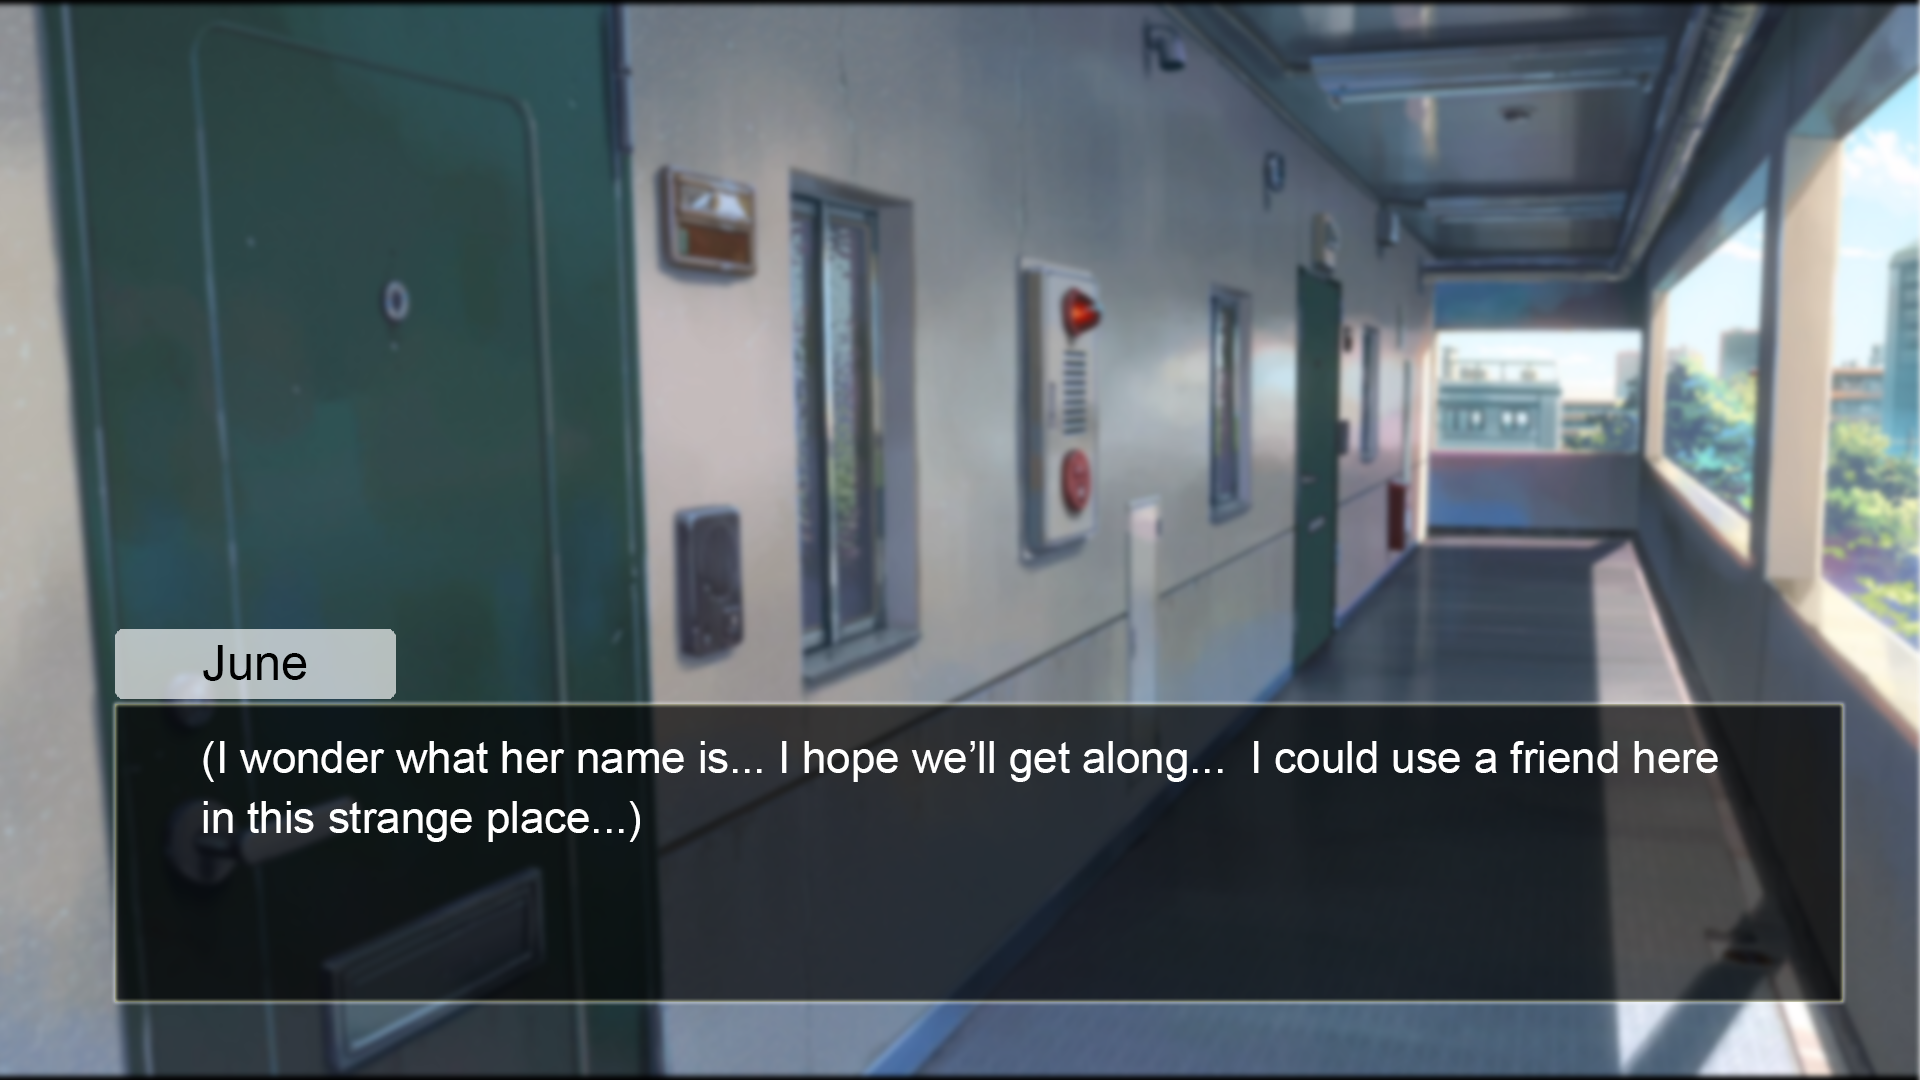 June
(I wonder what her name is... I hope we’ll get along...  I could use a friend here
in this strange place...)